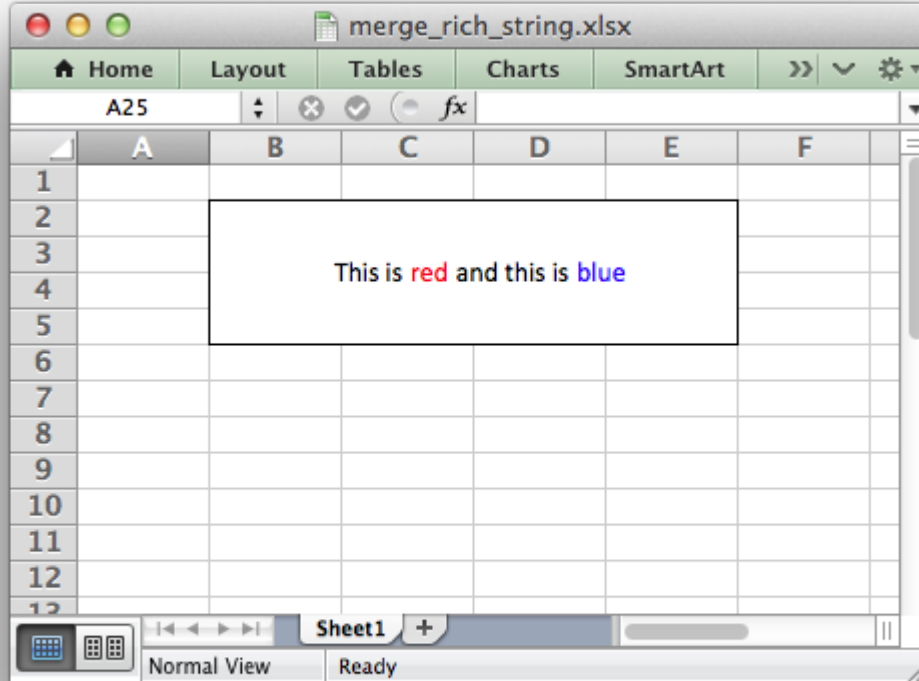 merge_rich_string.xlsx
Home Layout Tables Charts SmartArt
A25 fx
A B C D E F
1
2
3
This is red and this is blue
4
5
6
7
8
9
10
11
12
13
Sheet1
Normal View Ready